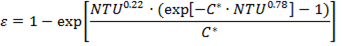 ε = 1 − exp[NTU^0.22 · (exp[−C* · NTU^0.78] − 1) / C*]